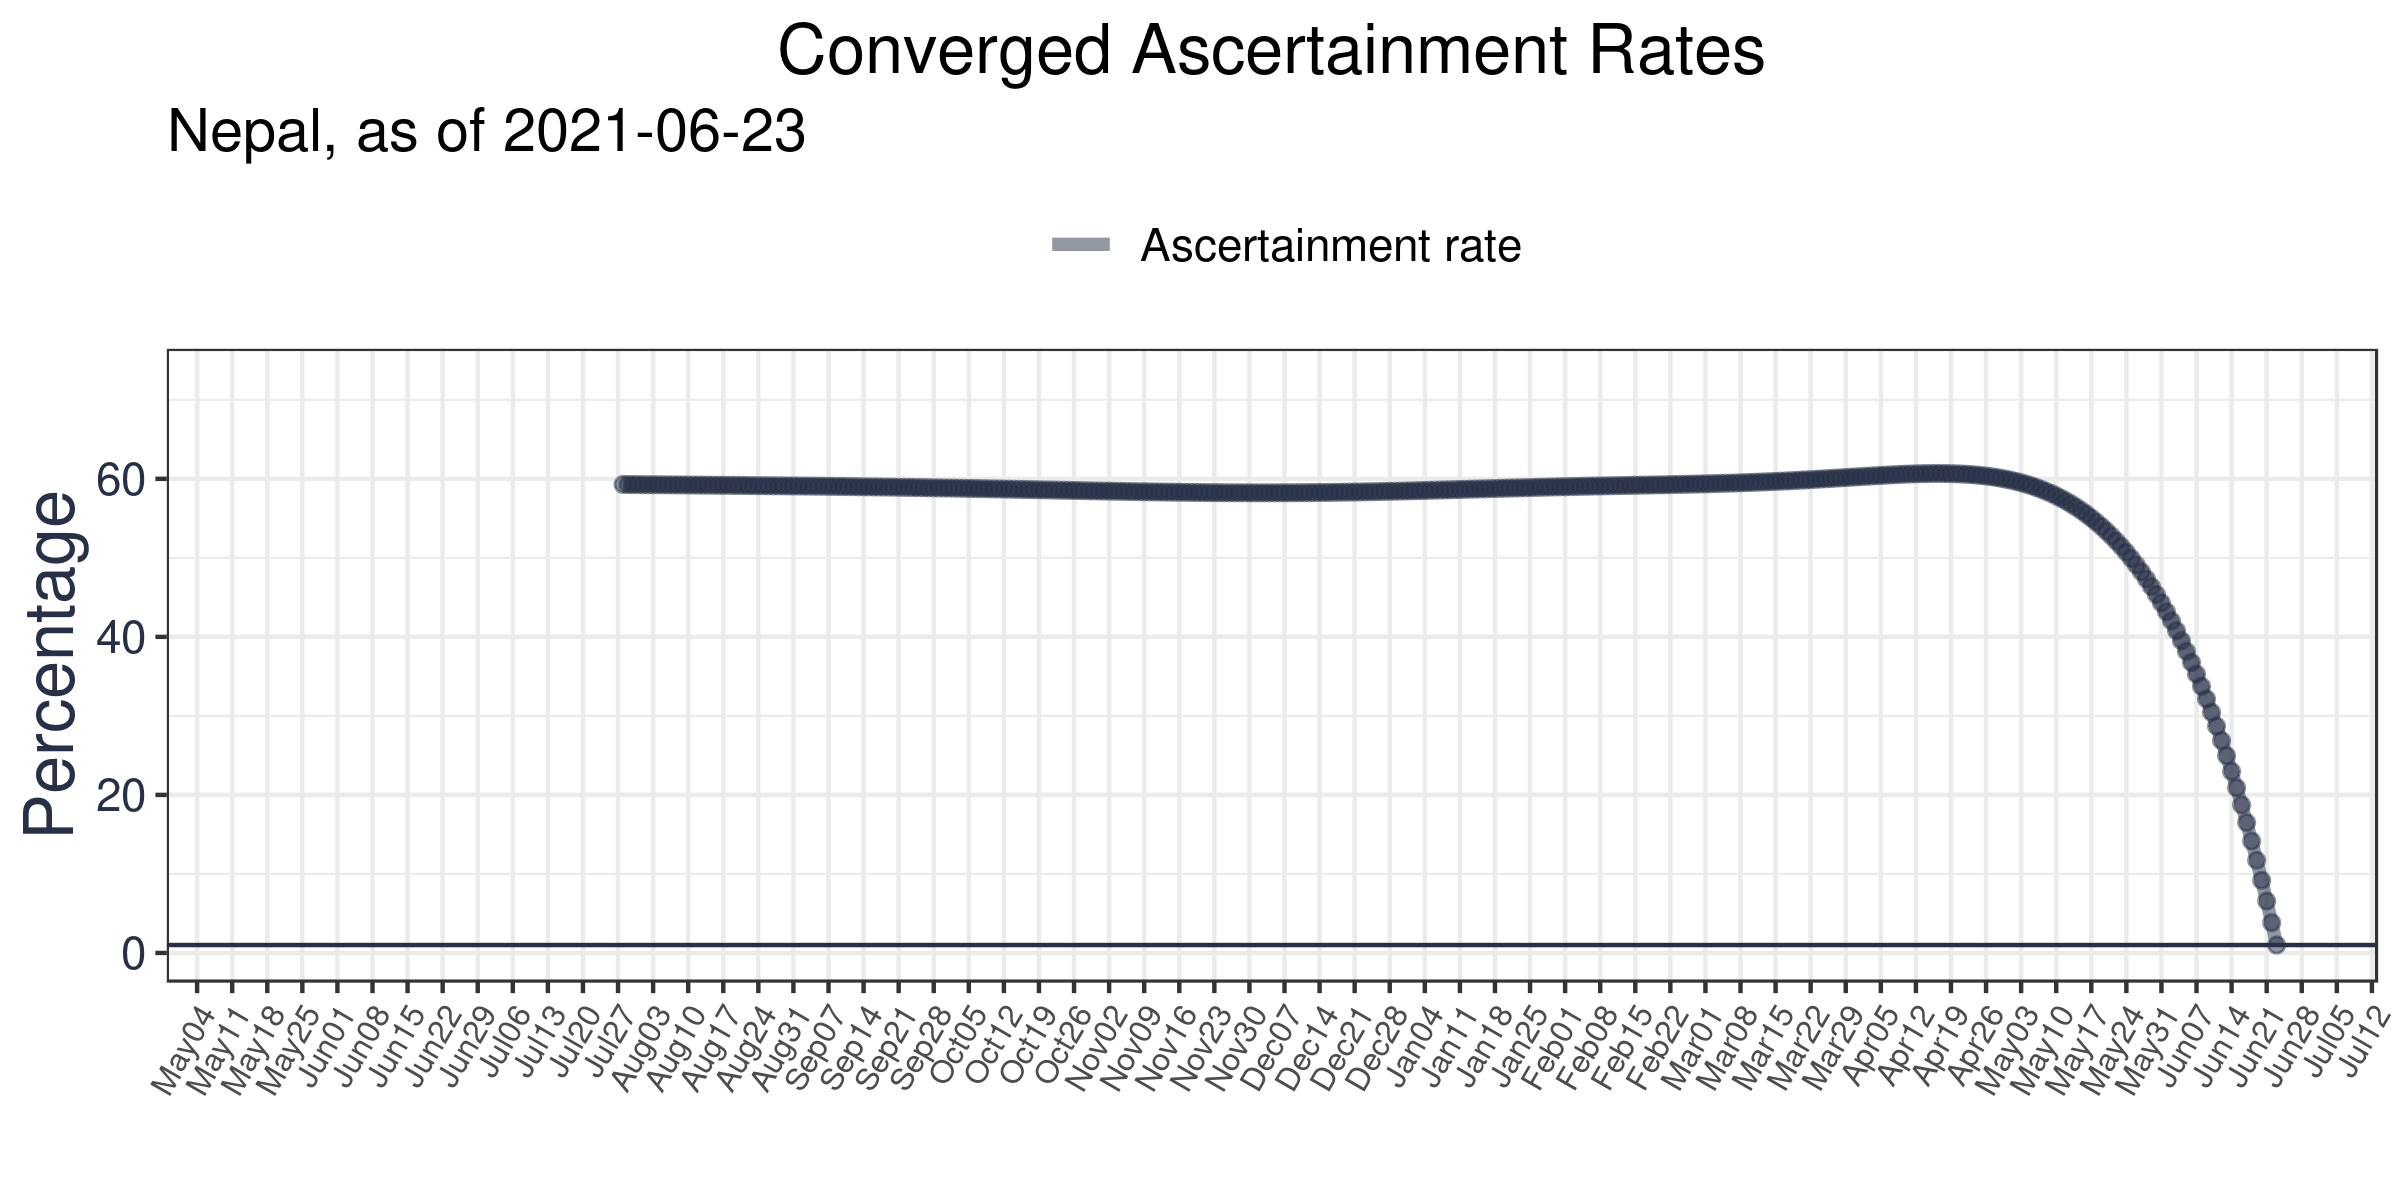 Converged Ascertainment Rates
Nepal, as of 2021-06-23
Ascertainment rate
Percentage
60
40
20
0
May04 May11 May18 May25 Jun01 Jun08 Jun15 Jun22 Jun29 Jul06 Jul13 Jul20 Jul27 Aug03 Aug10 Aug17 Aug24 Aug31 Sep07 Sep14 Sep21 Sep28 Oct05 Oct12 Oct19 Oct26 Nov02 Nov09 Nov16 Nov23 Nov30 Dec07 Dec14 Dec21 Dec28 Jan04 Jan11 Jan18 Jan25 Feb01 Feb08 Feb15 Feb22 Mar01 Mar08 Mar15 Mar22 Mar29 Apr05 Apr12 Apr19 Apr26 May03 May10 May17 May24 May31 Jun07 Jun14 Jun21 Jun28 Jul05 Jul12